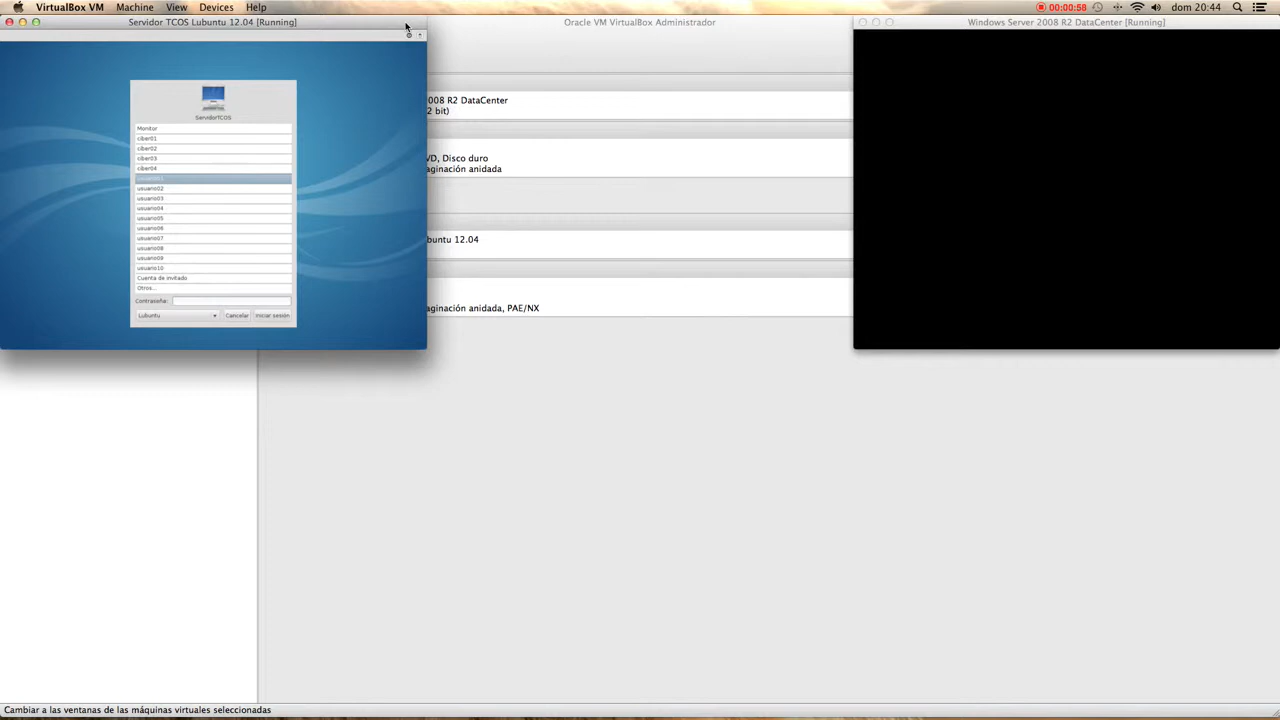 VirtualBox VM Machine View Devices Help
00:00:58
dom 20:44
Servidor TCOS Lubuntu 12.04 [Running]
Oracle VM VirtualBox Administrador
Windows Server 2008 R2 DataCenter [Running]
ServidorTCOS
Monitor
ciber01
ciber02
ciber03
ciber04
usuario01
usuario02
usuario03
usuario04
usuario05
usuario06
usuario07
usuario08
usuario09
usuario10
Cuenta de invitado
Otros...
Contraseña:
Lubuntu
Cancelar
Iniciar sesión
008 R2 DataCenter
2 bit)
VD, Disco duro
aginación anidada
buntu 12.04
aginación anidada, PAE/NX
Cambiar a las ventanas de las máquinas virtuales seleccionadas